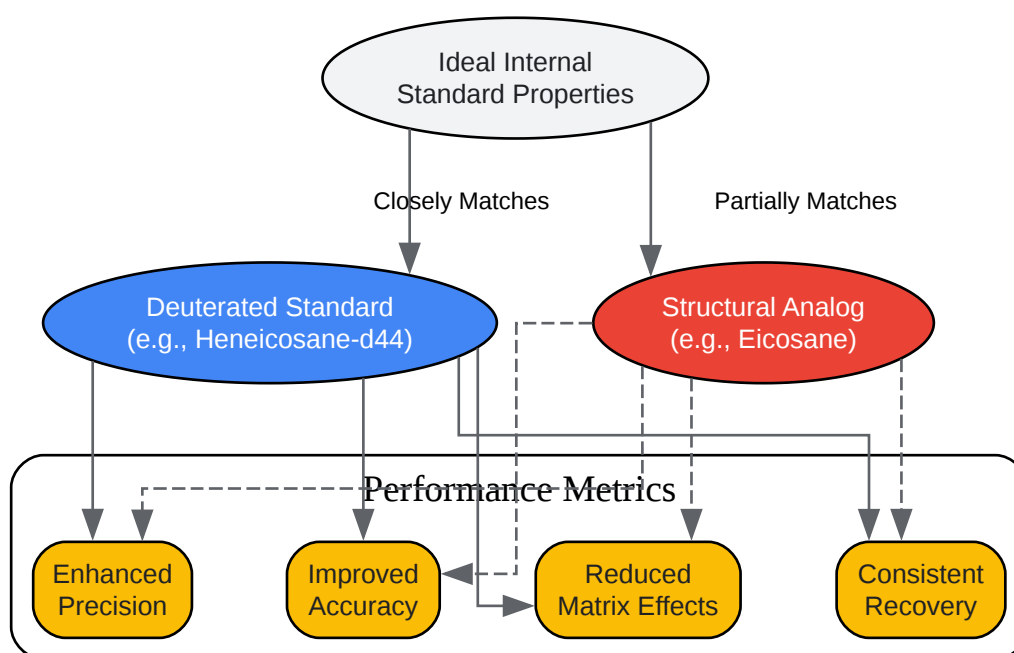 Ideal Internal
Standard Properties
Closely Matches
Partially Matches
Deuterated Standard
(e.g., Heneicosane-d44)
Structural Analog
(e.g., Eicosane)
Performance Metrics
Enhanced
Precision
Improved
Accuracy
Reduced
Matrix Effects
Consistent
Recovery